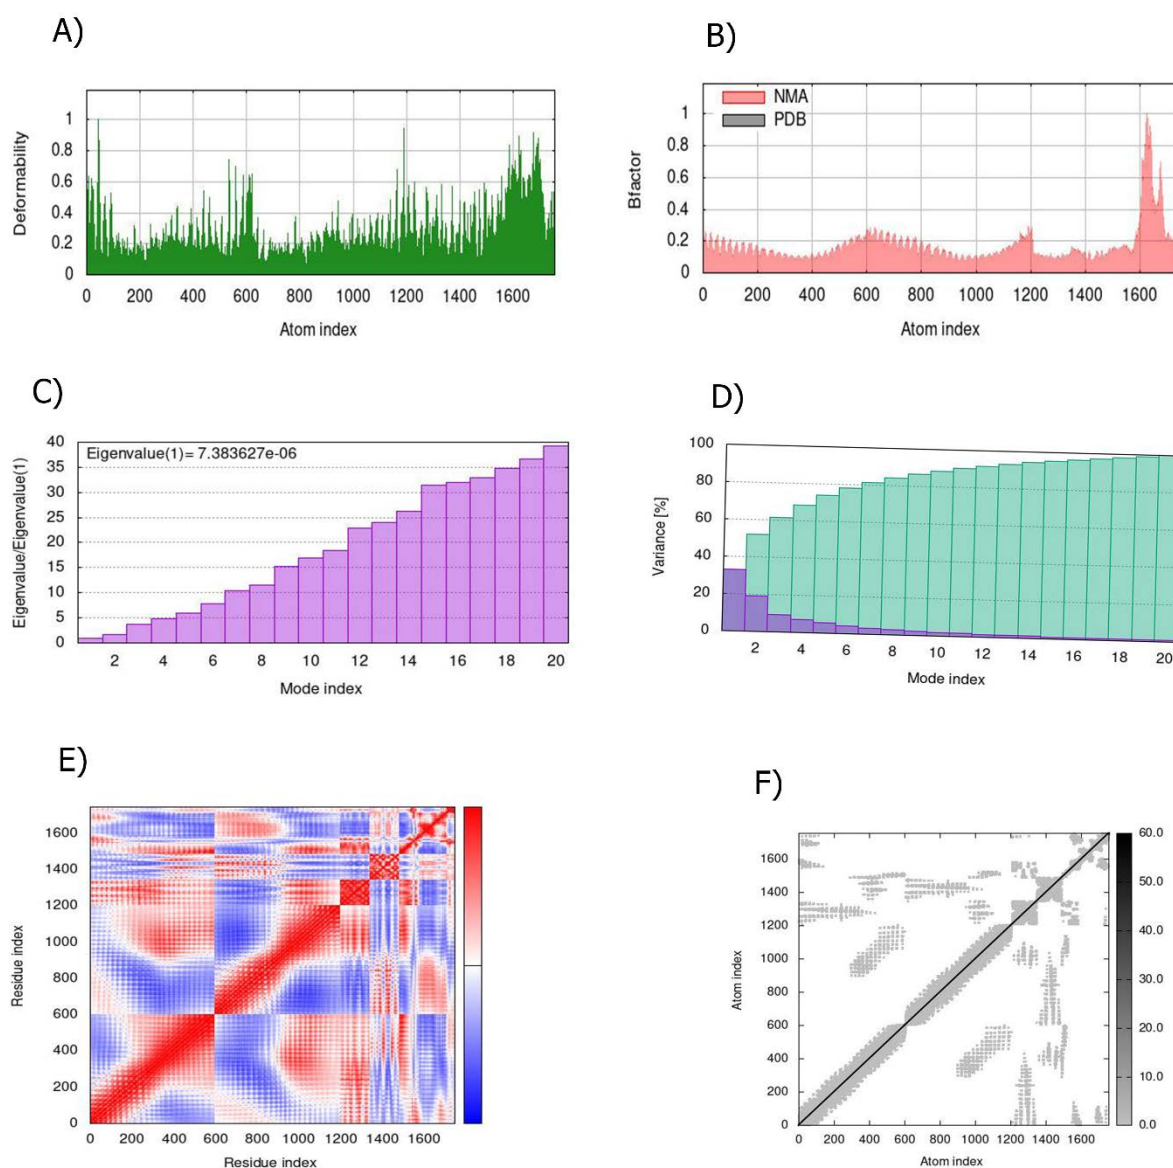 A)
B)
Deformability
1
0.8
0.6
0.4
0.2
0
0 200 400 600 800 1000 1200 1400 1600
Atom index
NMA
PDB
Bfactor
1
0.8
0.6
0.4
0.2
0
0 200 400 600 800 1000 1200 1400 1600
Atom index
C)
D)
Eigenvalue(1)= 7.383627e-06
Eigenvalue/Eigenvalue(1)
40
35
30
25
20
15
10
5
0
2 4 6 8 10 12 14 16 18 20
Mode index
Variance [%]
100
80
60
40
20
0
2 4 6 8 10 12 14 16 18 20
Mode index
E)
F)
Residue index
1600
1400
1200
1000
800
600
400
200
0
0 200 400 600 800 1000 1200 1400 1600
Residue index
Atom index
1600
1400
1200
1000
800
600
400
200
0
0 200 400 600 800 1000 1200 1400 1600
Atom index
60.0
50.0
40.0
30.0
20.0
10.0
0.0